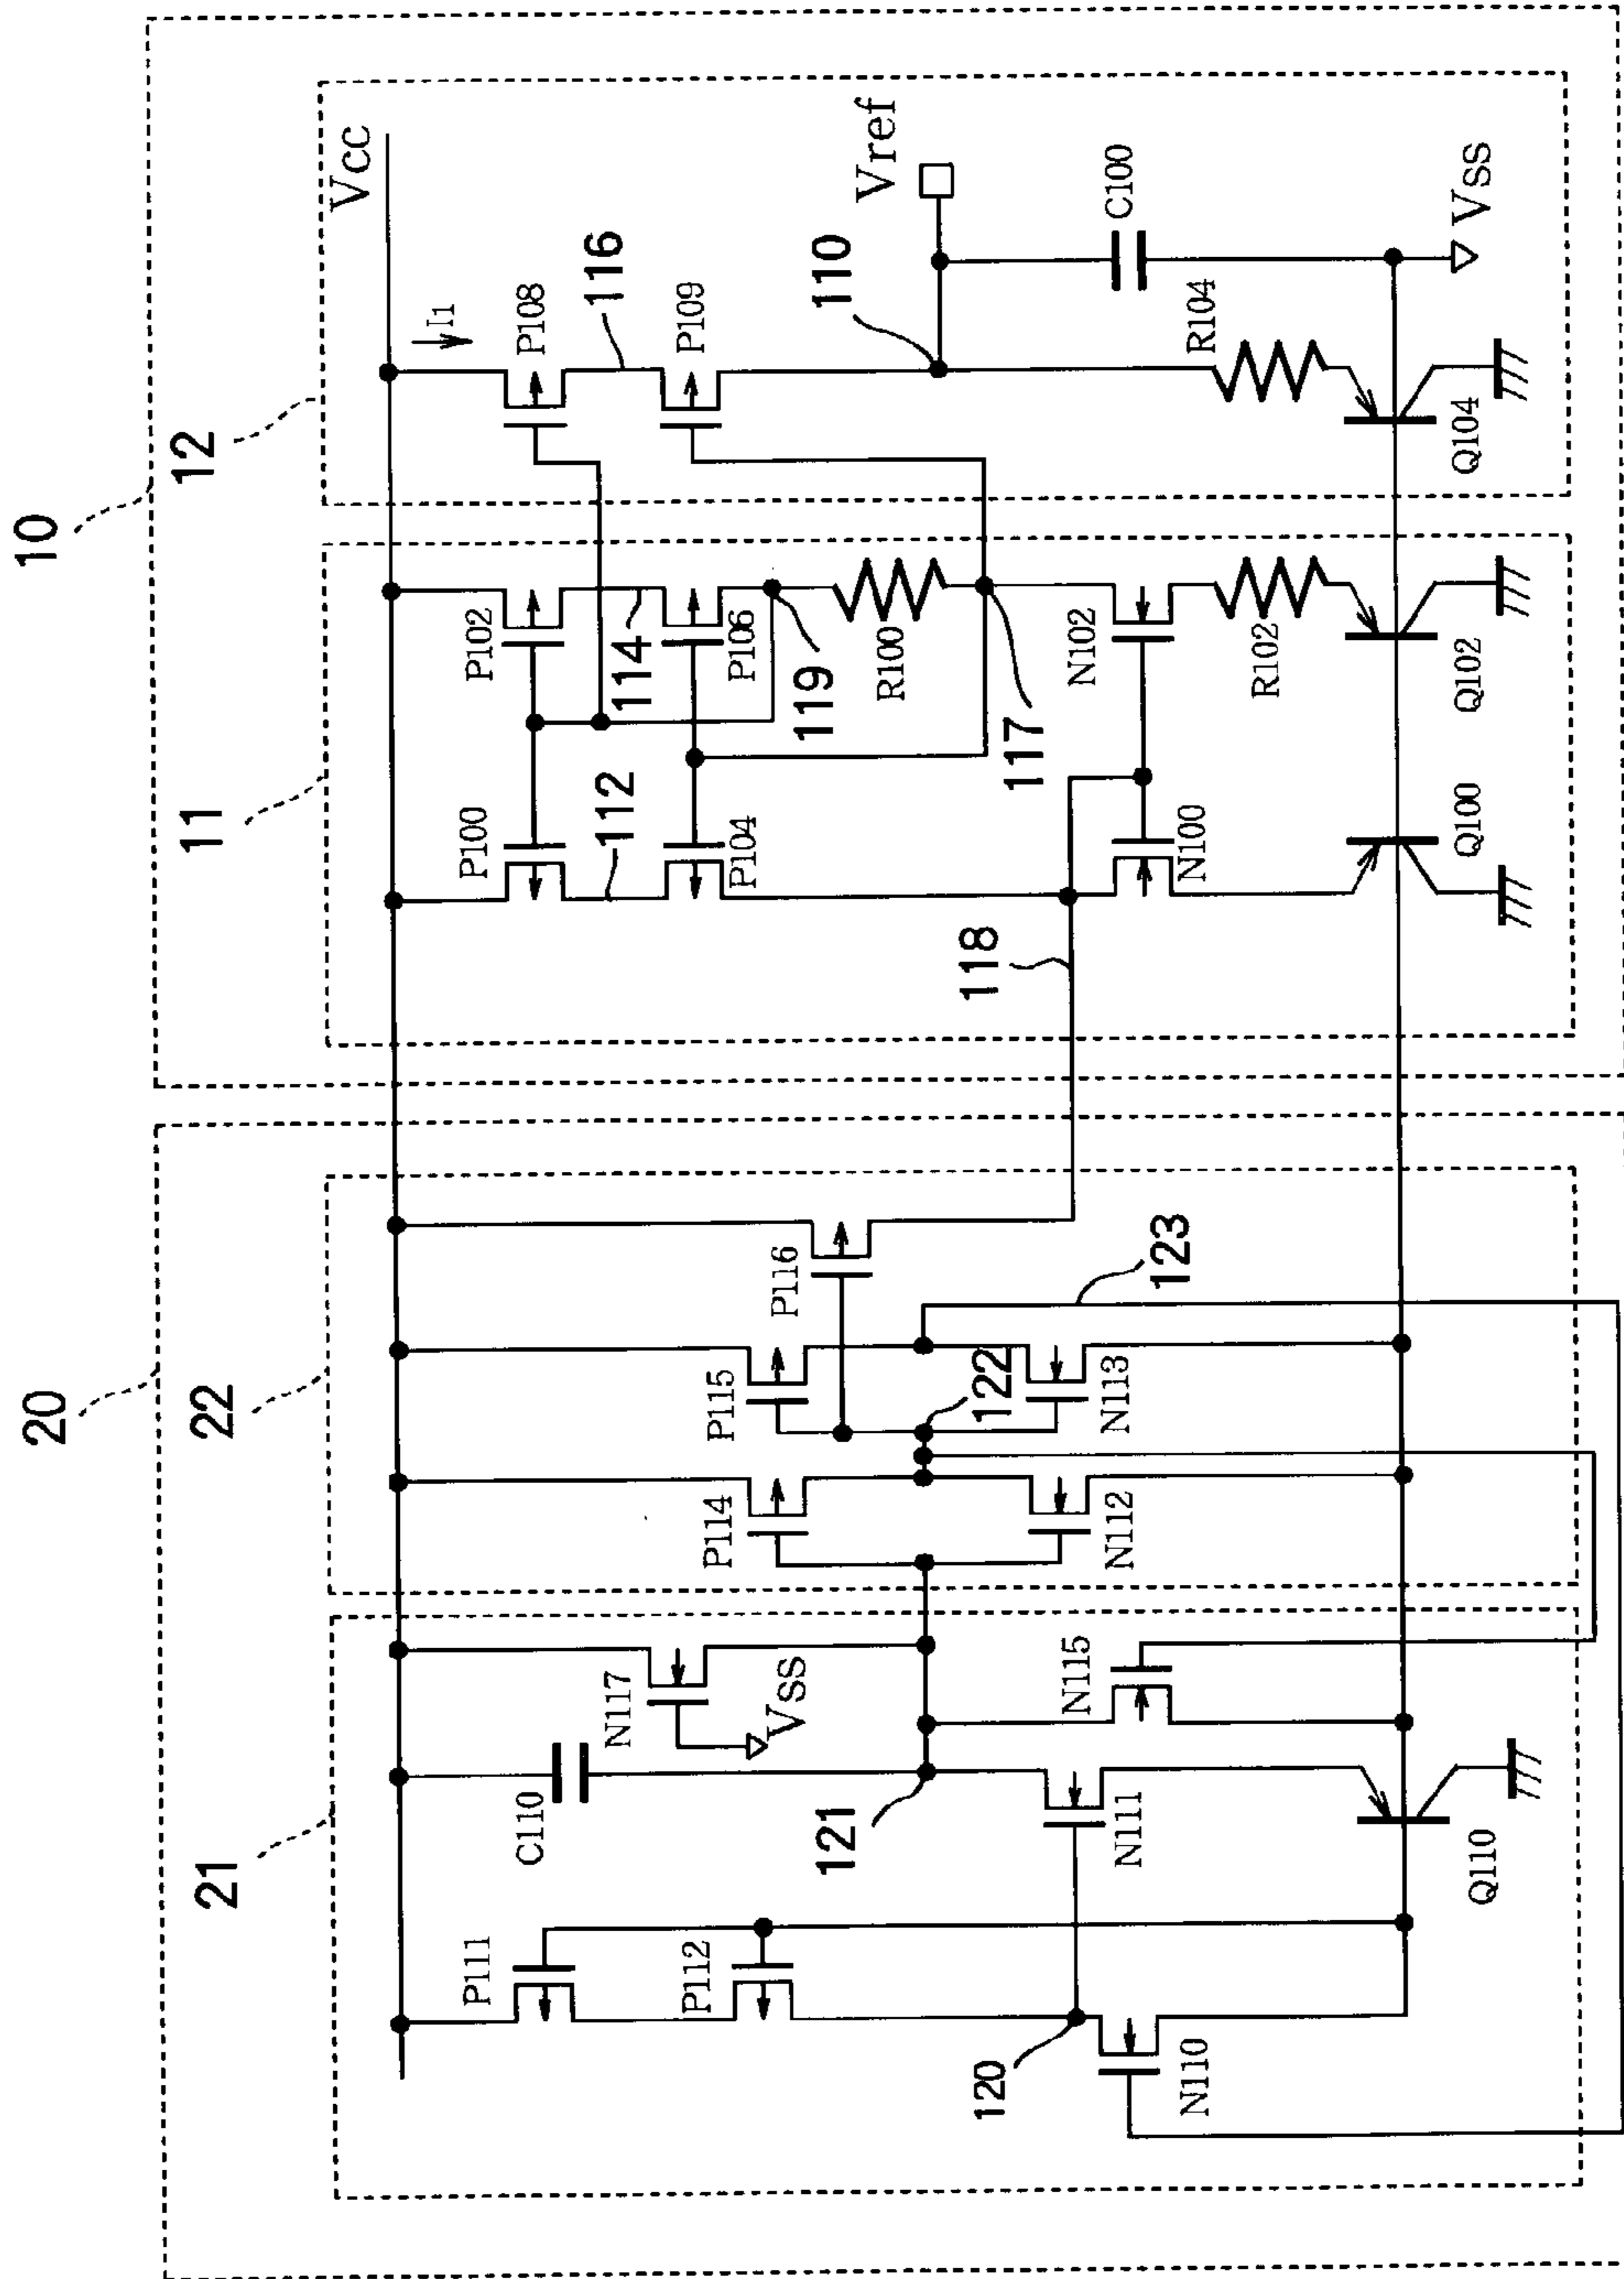 10
11
12
VCC
I1
P100
P102
P108
112
114
116
P104
P106
P109
119
R100
117
110
Vref
118
N100
N102
C100
R102
R104
Q100
Q102
Q104
VSS
20
21
22
P111
C110
N117
P114
P115
P116
P112
VSS
121
122
123
120
N110
N111
N115
N112
N113
Q110